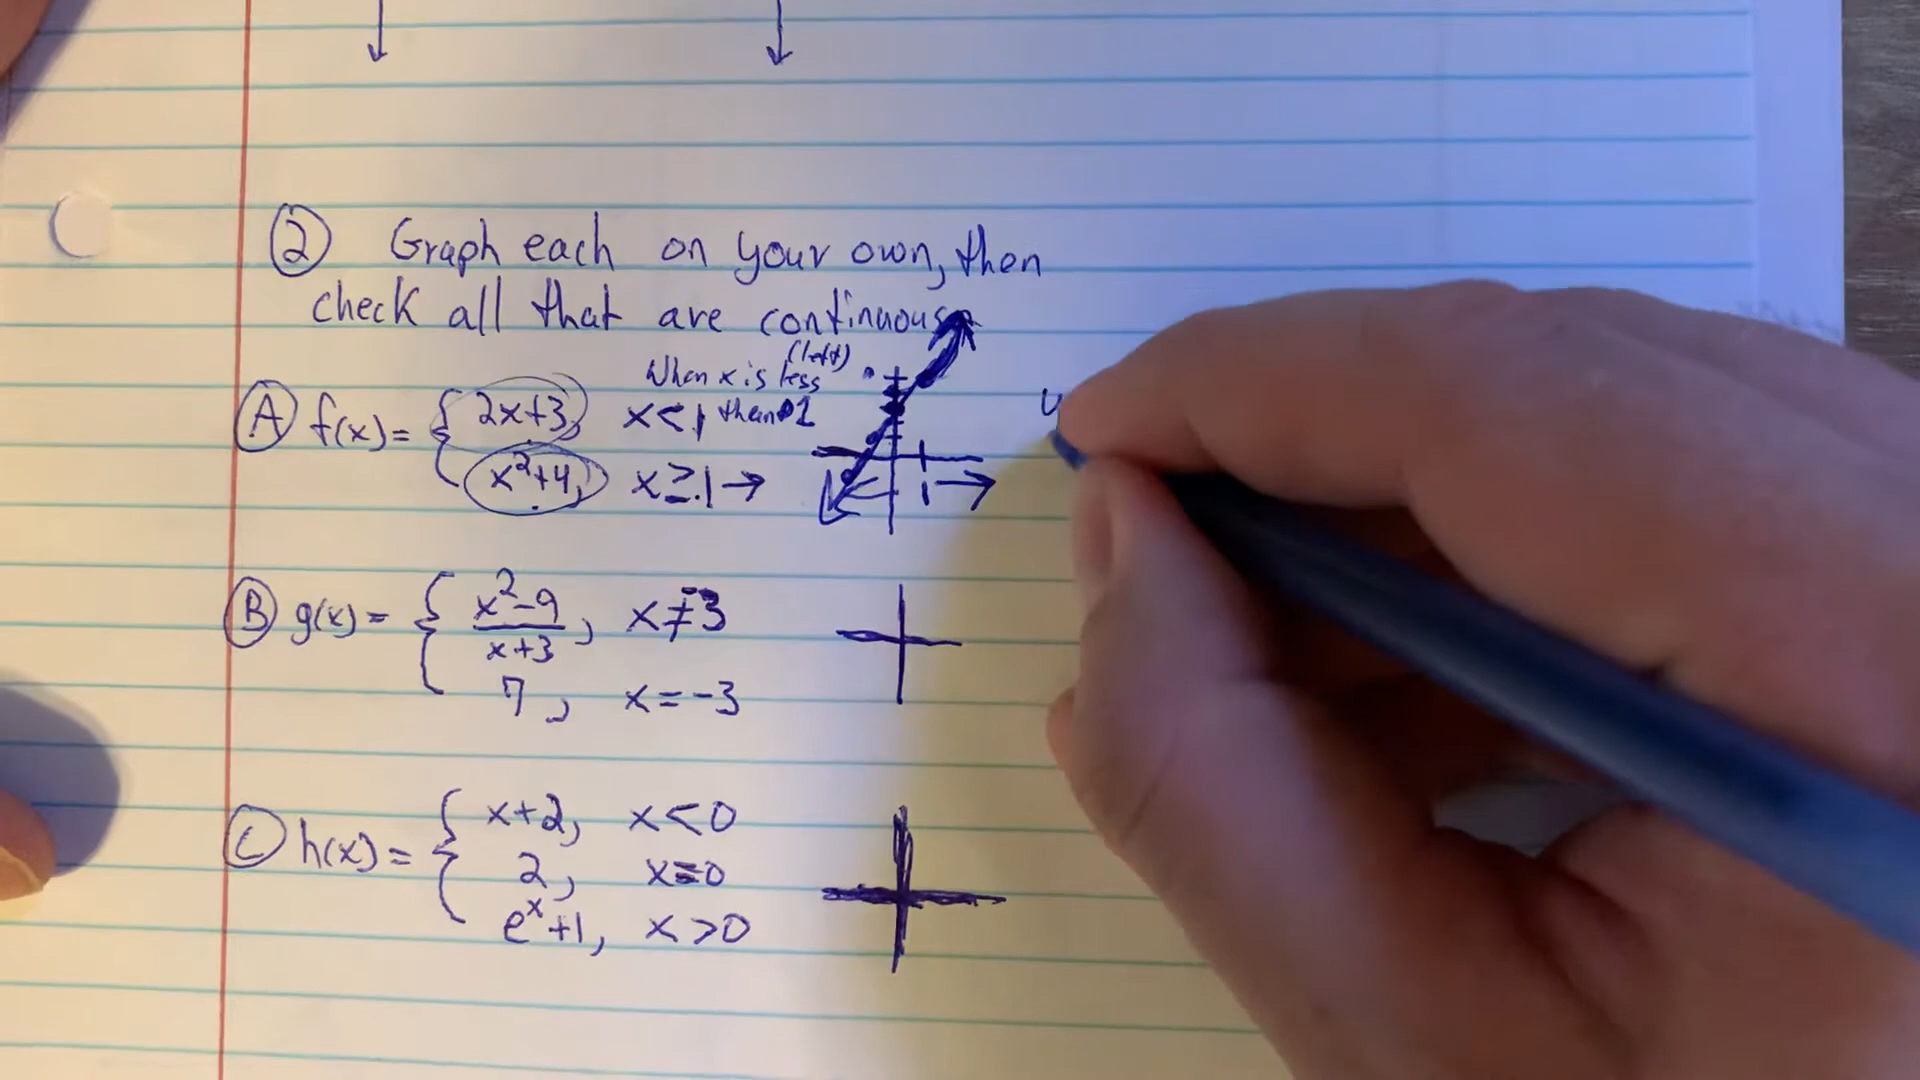 ② Graph each on your own, then
check all that are continuous.
When x is less (left)
than 1
Ⓐ f(x) = { 2x+3, x<1
x²+4, x≥1 →
1
Ⓑ g(x) = { x²-9 / x+3, x≠-3
7, x=-3
Ⓒ h(x) = { x+2, x<0
2, x=0
eˣ+1, x>0